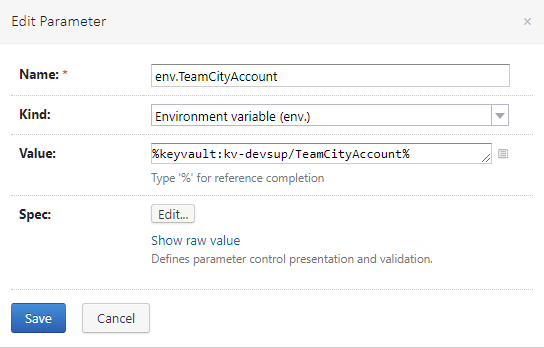 Edit Parameter ×
Name: * env.TeamCityAccount
Kind: Environment variable (env.)
Value: %keyvault:kv-devsup/TeamCityAccount%
Type '%' for reference completion
Spec: Edit...
Show raw value
Defines parameter control presentation and validation.
Save Cancel